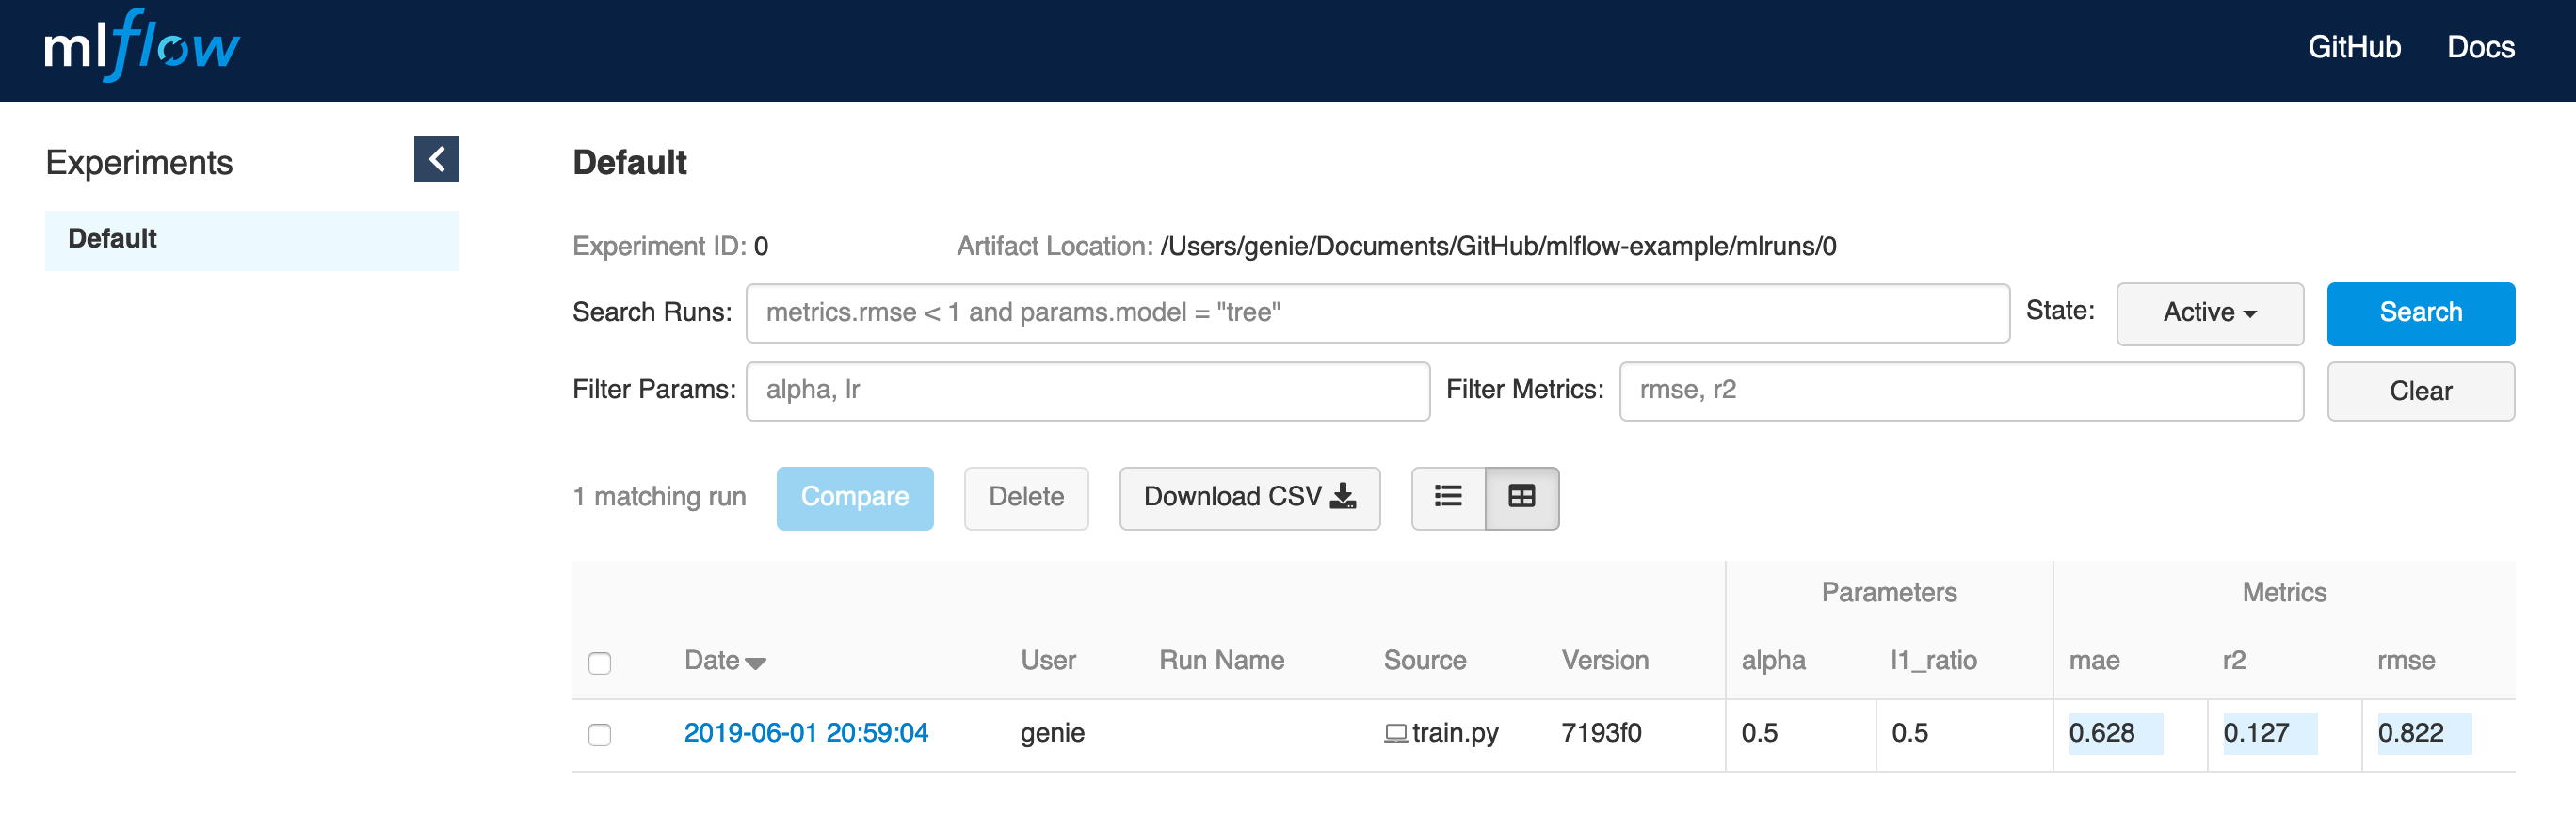 mlflow
GitHub Docs
Experiments
Default
Default
Experiment ID: 0 Artifact Location: /Users/genie/Documents/GitHub/mlflow-example/mlruns/0
Search Runs: metrics.rmse < 1 and params.model = "tree" State: Active Search
Filter Params: alpha, lr Filter Metrics: rmse, r2 Clear
1 matching run Compare Delete Download CSV
Parameters Metrics
Date User Run Name Source Version alpha l1_ratio mae r2 rmse
2019-06-01 20:59:04 genie train.py 7193f0 0.5 0.5 0.628 0.127 0.822